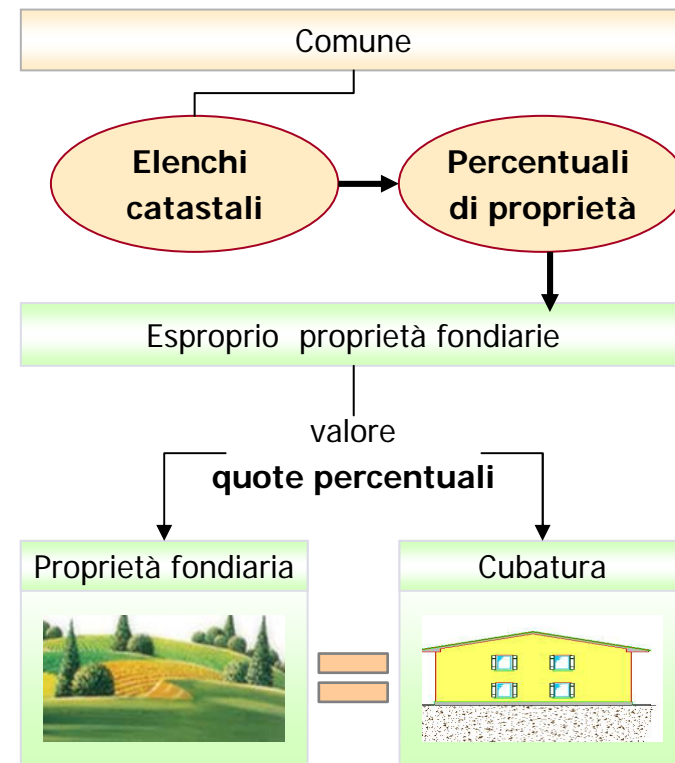 Comune
Elenchi
catastali
Percentuali
di proprietà
Esproprio proprietà fondiarie
valore
quote percentuali
Proprietà fondiaria
Cubatura